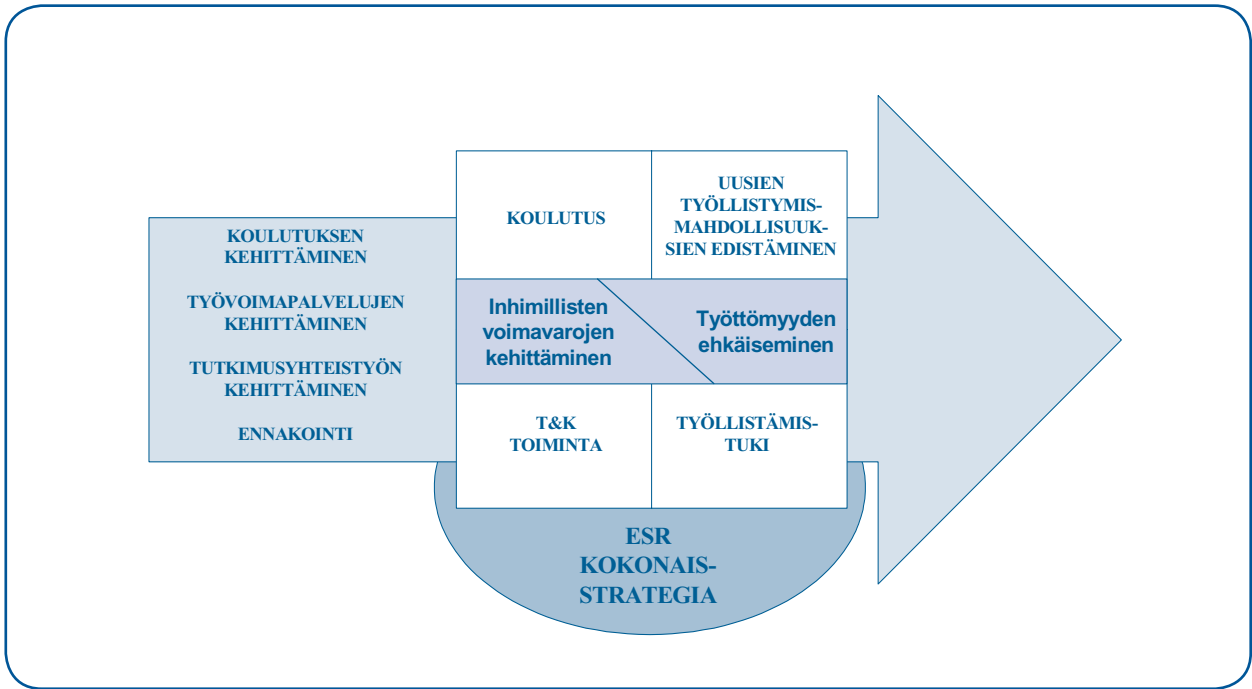 KOULUTUKSEN
KEHITTÄMINEN
TYÖVOIMAPALVELUJEN
KEHITTÄMINEN
TUTKIMUSYHTEISTYÖN
KEHITTÄMINEN
ENNAKOINTI
KOULUTUS
UUSIEN
TYÖLLISTYMIS-
MAHDOLLISUUK-
SIEN EDISTÄMINEN
Inhimillisten
voimavarojen
kehittäminen
Työttömyyden
ehkäiseminen
T&K
TOIMINTA
TYÖLLISTÄMIS-
TUKI
ESR
KOKONAIS-
STRATEGIA